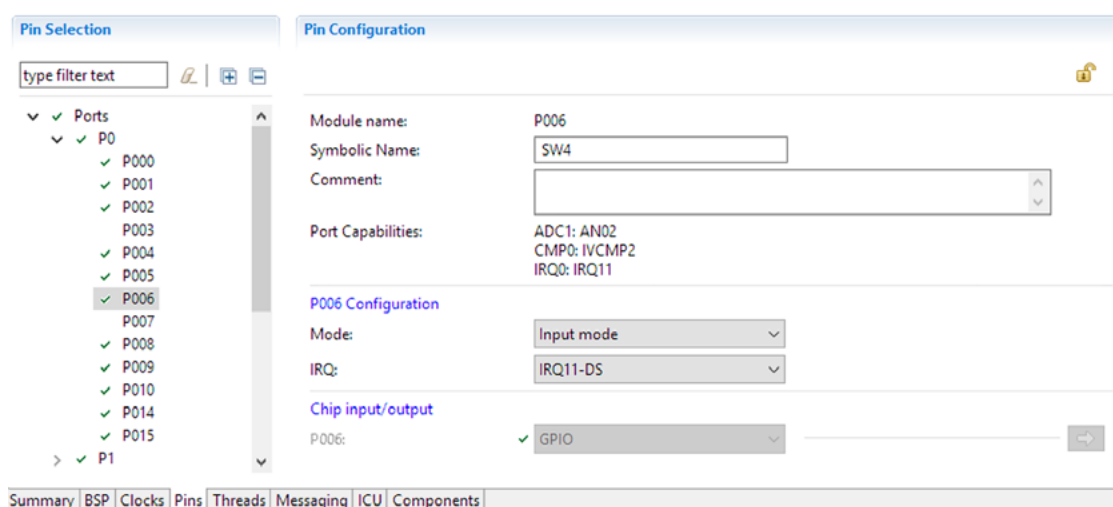 Pin Selection
Pin Configuration
type filter text
Ports
P0
P000
P001
P002
P003
P004
P005
P006
P007
P008
P009
P010
P014
P015
P1
Module name: P006
Symbolic Name: SW4
Comment:
Port Capabilities: ADC1: AN02
CMP0: IVCMP2
IRQ0: IRQ11
P006 Configuration
Mode: Input mode
IRQ: IRQ11-DS
Chip input/output
P006: GPIO
Summary BSP Clocks Pins Threads Messaging ICU Components